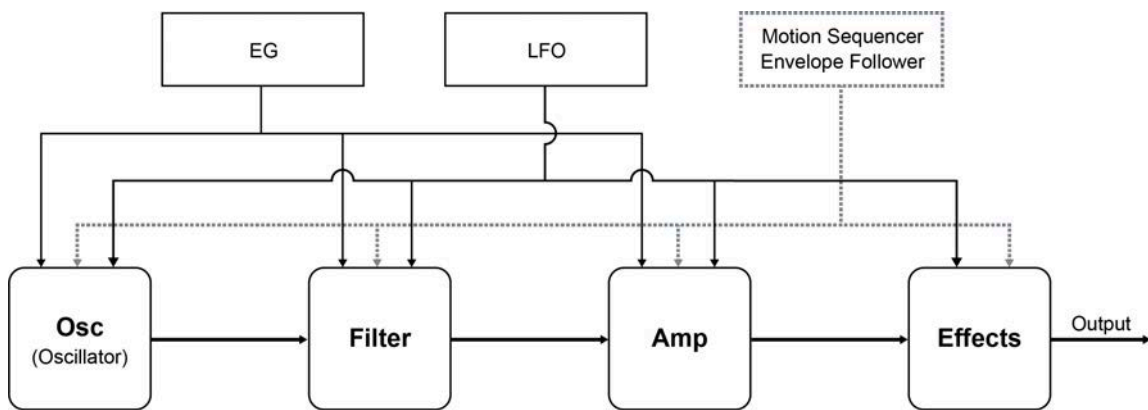 EG
LFO
Motion Sequencer
Envelope Follower
Osc
(Oscillator)
Filter
Amp
Effects
Output